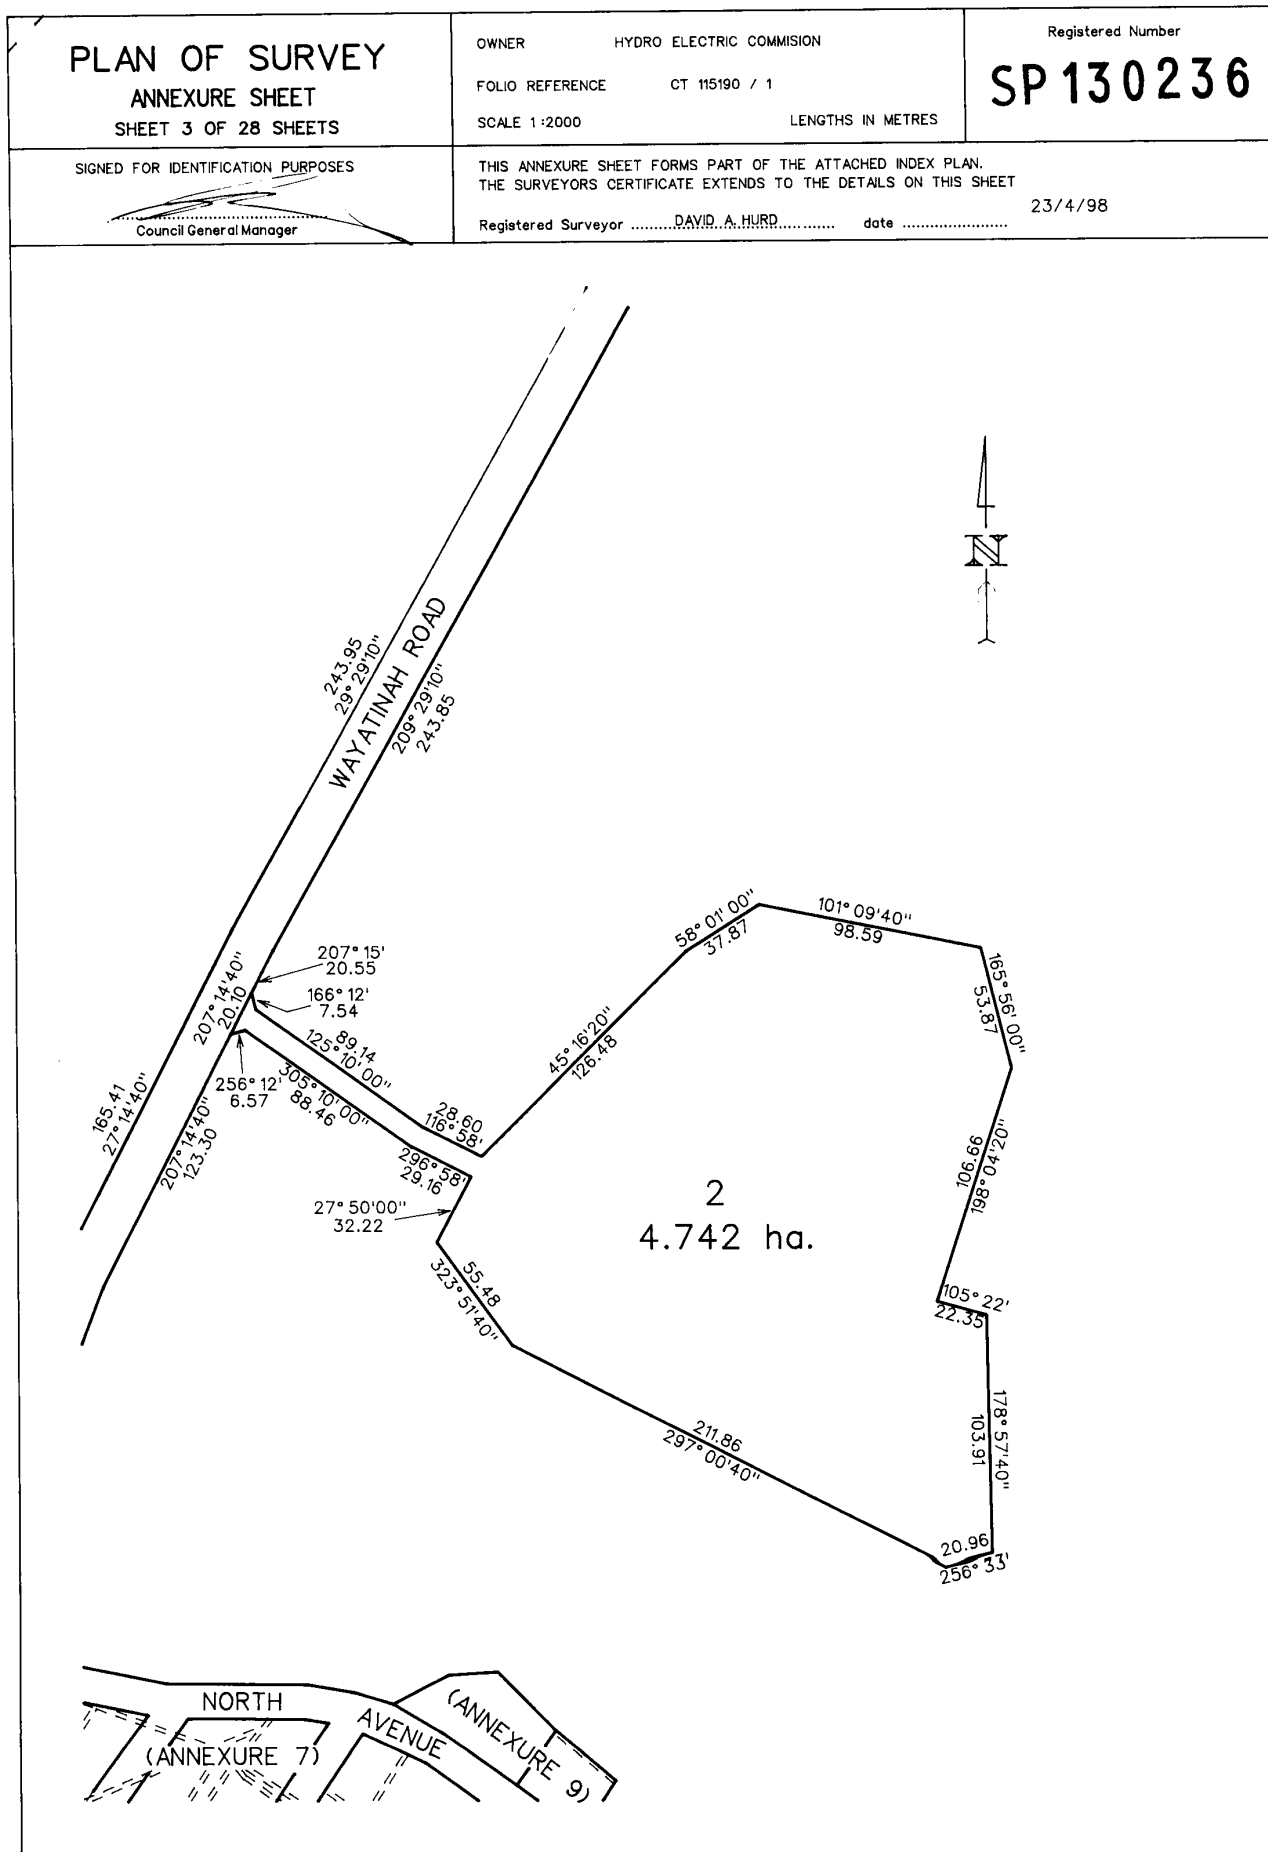 PLAN OF SURVEY
ANNEXURE SHEET
SHEET 3 OF 28 SHEETS
OWNER HYDRO ELECTRIC COMMISION
FOLIO REFERENCE CT 115190 / 1
SCALE 1:2000 LENGTHS IN METRES
Registered Number
SP 130236
SIGNED FOR IDENTIFICATION PURPOSES
Council General Manager
THIS ANNEXURE SHEET FORMS PART OF THE ATTACHED INDEX PLAN.
THE SURVEYORS CERTIFICATE EXTENDS TO THE DETAILS ON THIS SHEET
Registered Surveyor DAVID A. HURD date 23/4/98
N
243.95
29° 29'10"
WAYATINAH ROAD
209° 29'10"
243.85
58° 01' 00"
37.87
101° 09'40"
98.59
165° 56' 00"
53.87
207° 15'
20.55
207° 14'40"
20.10
166° 12'
7.54
89.14
125° 10' 00"
45° 16'20"
126.48
256° 12'
6.57
305° 10' 00"
88.46
165.41
27° 14'40"
207° 14'40"
123.30
28.60
116° 58'
296° 58'
29.16
106.66
198° 04'20"
27° 50'00"
32.22
2
4.742 ha.
55.48
323° 51'40"
105° 22'
22.35
178° 57'40"
103.91
211.86
297° 00'40"
20.96
256° 33'
NORTH
AVENUE
(ANNEXURE 7)
(ANNEXURE 9)